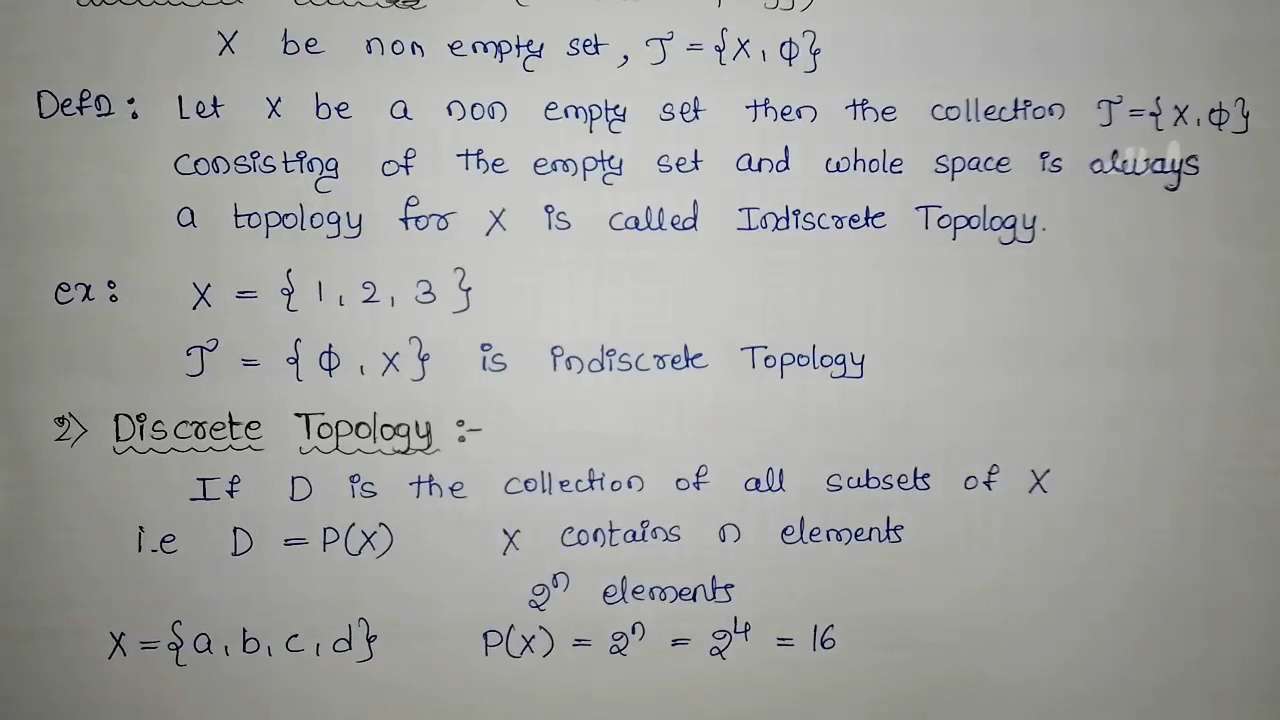 X be non empty set, T = {X, ϕ}
Defn: Let X be a non empty set then the collection T = {X, ϕ}
consisting of the empty set and whole space is always
a topology for X is called Indiscrete Topology.
ex: X = {1, 2, 3}
T = {ϕ, X} is indiscrete Topology
2) Discrete Topology :-
If D is the collection of all subsets of X
i.e D = P(X) X contains n elements
2ⁿ elements
X = {a, b, c, d} P(X) = 2ⁿ = 2⁴ = 16